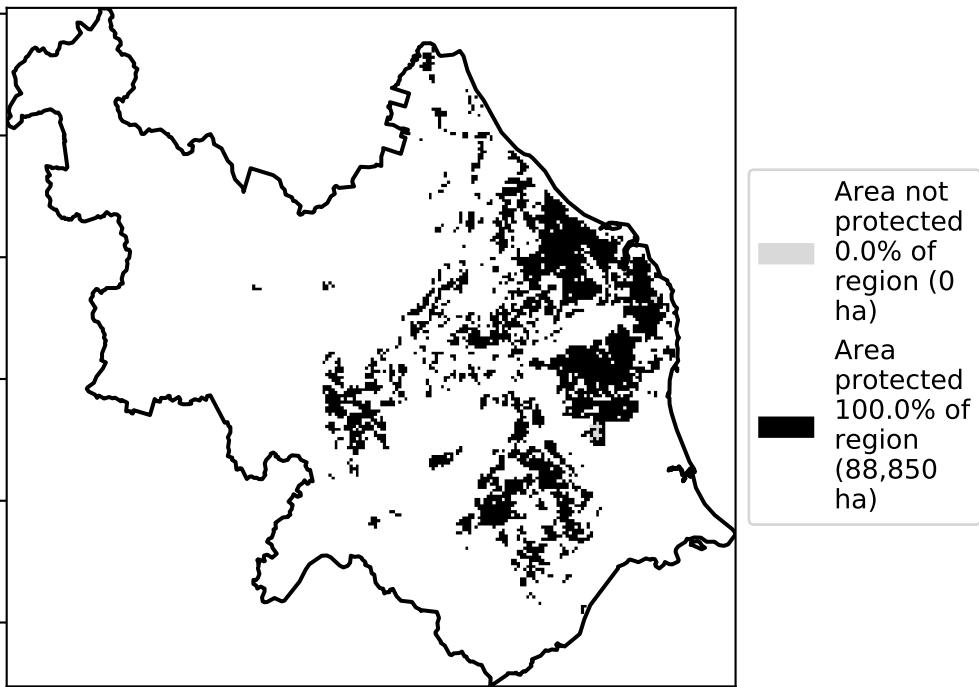 Area not
protected
0.0% of
region (0
ha)
Area
protected
100.0% of
region
(88,850
ha)